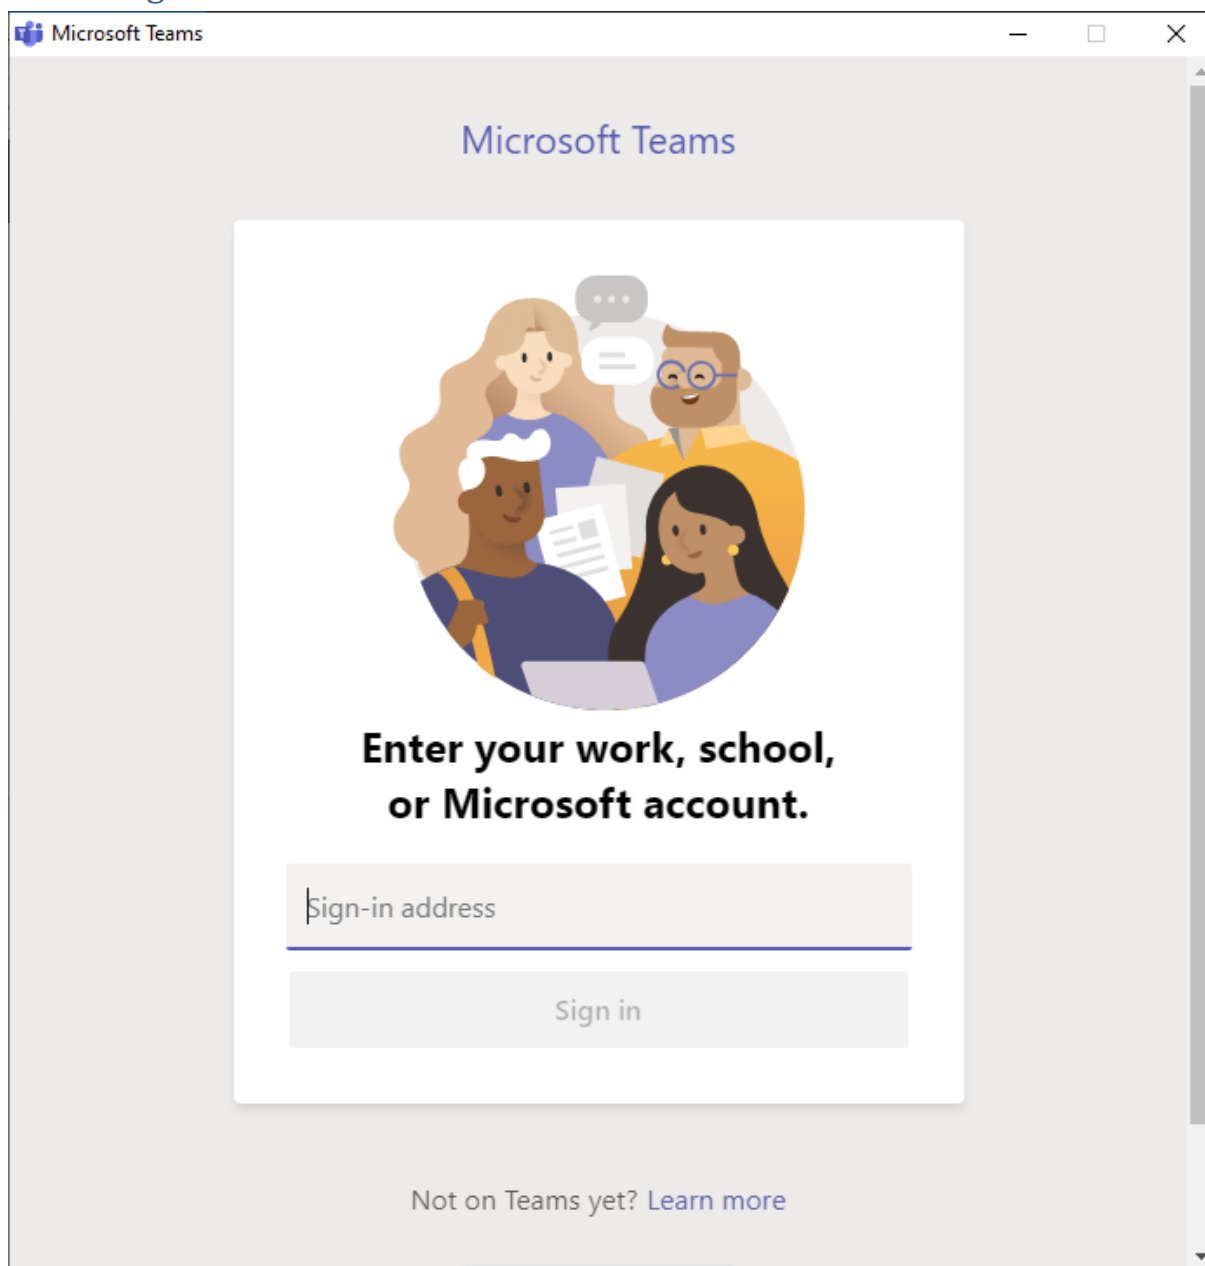 Microsoft Teams
Microsoft Teams
Enter your work, school,
or Microsoft account.
Sign-in address
Sign in
Not on Teams yet? Learn more